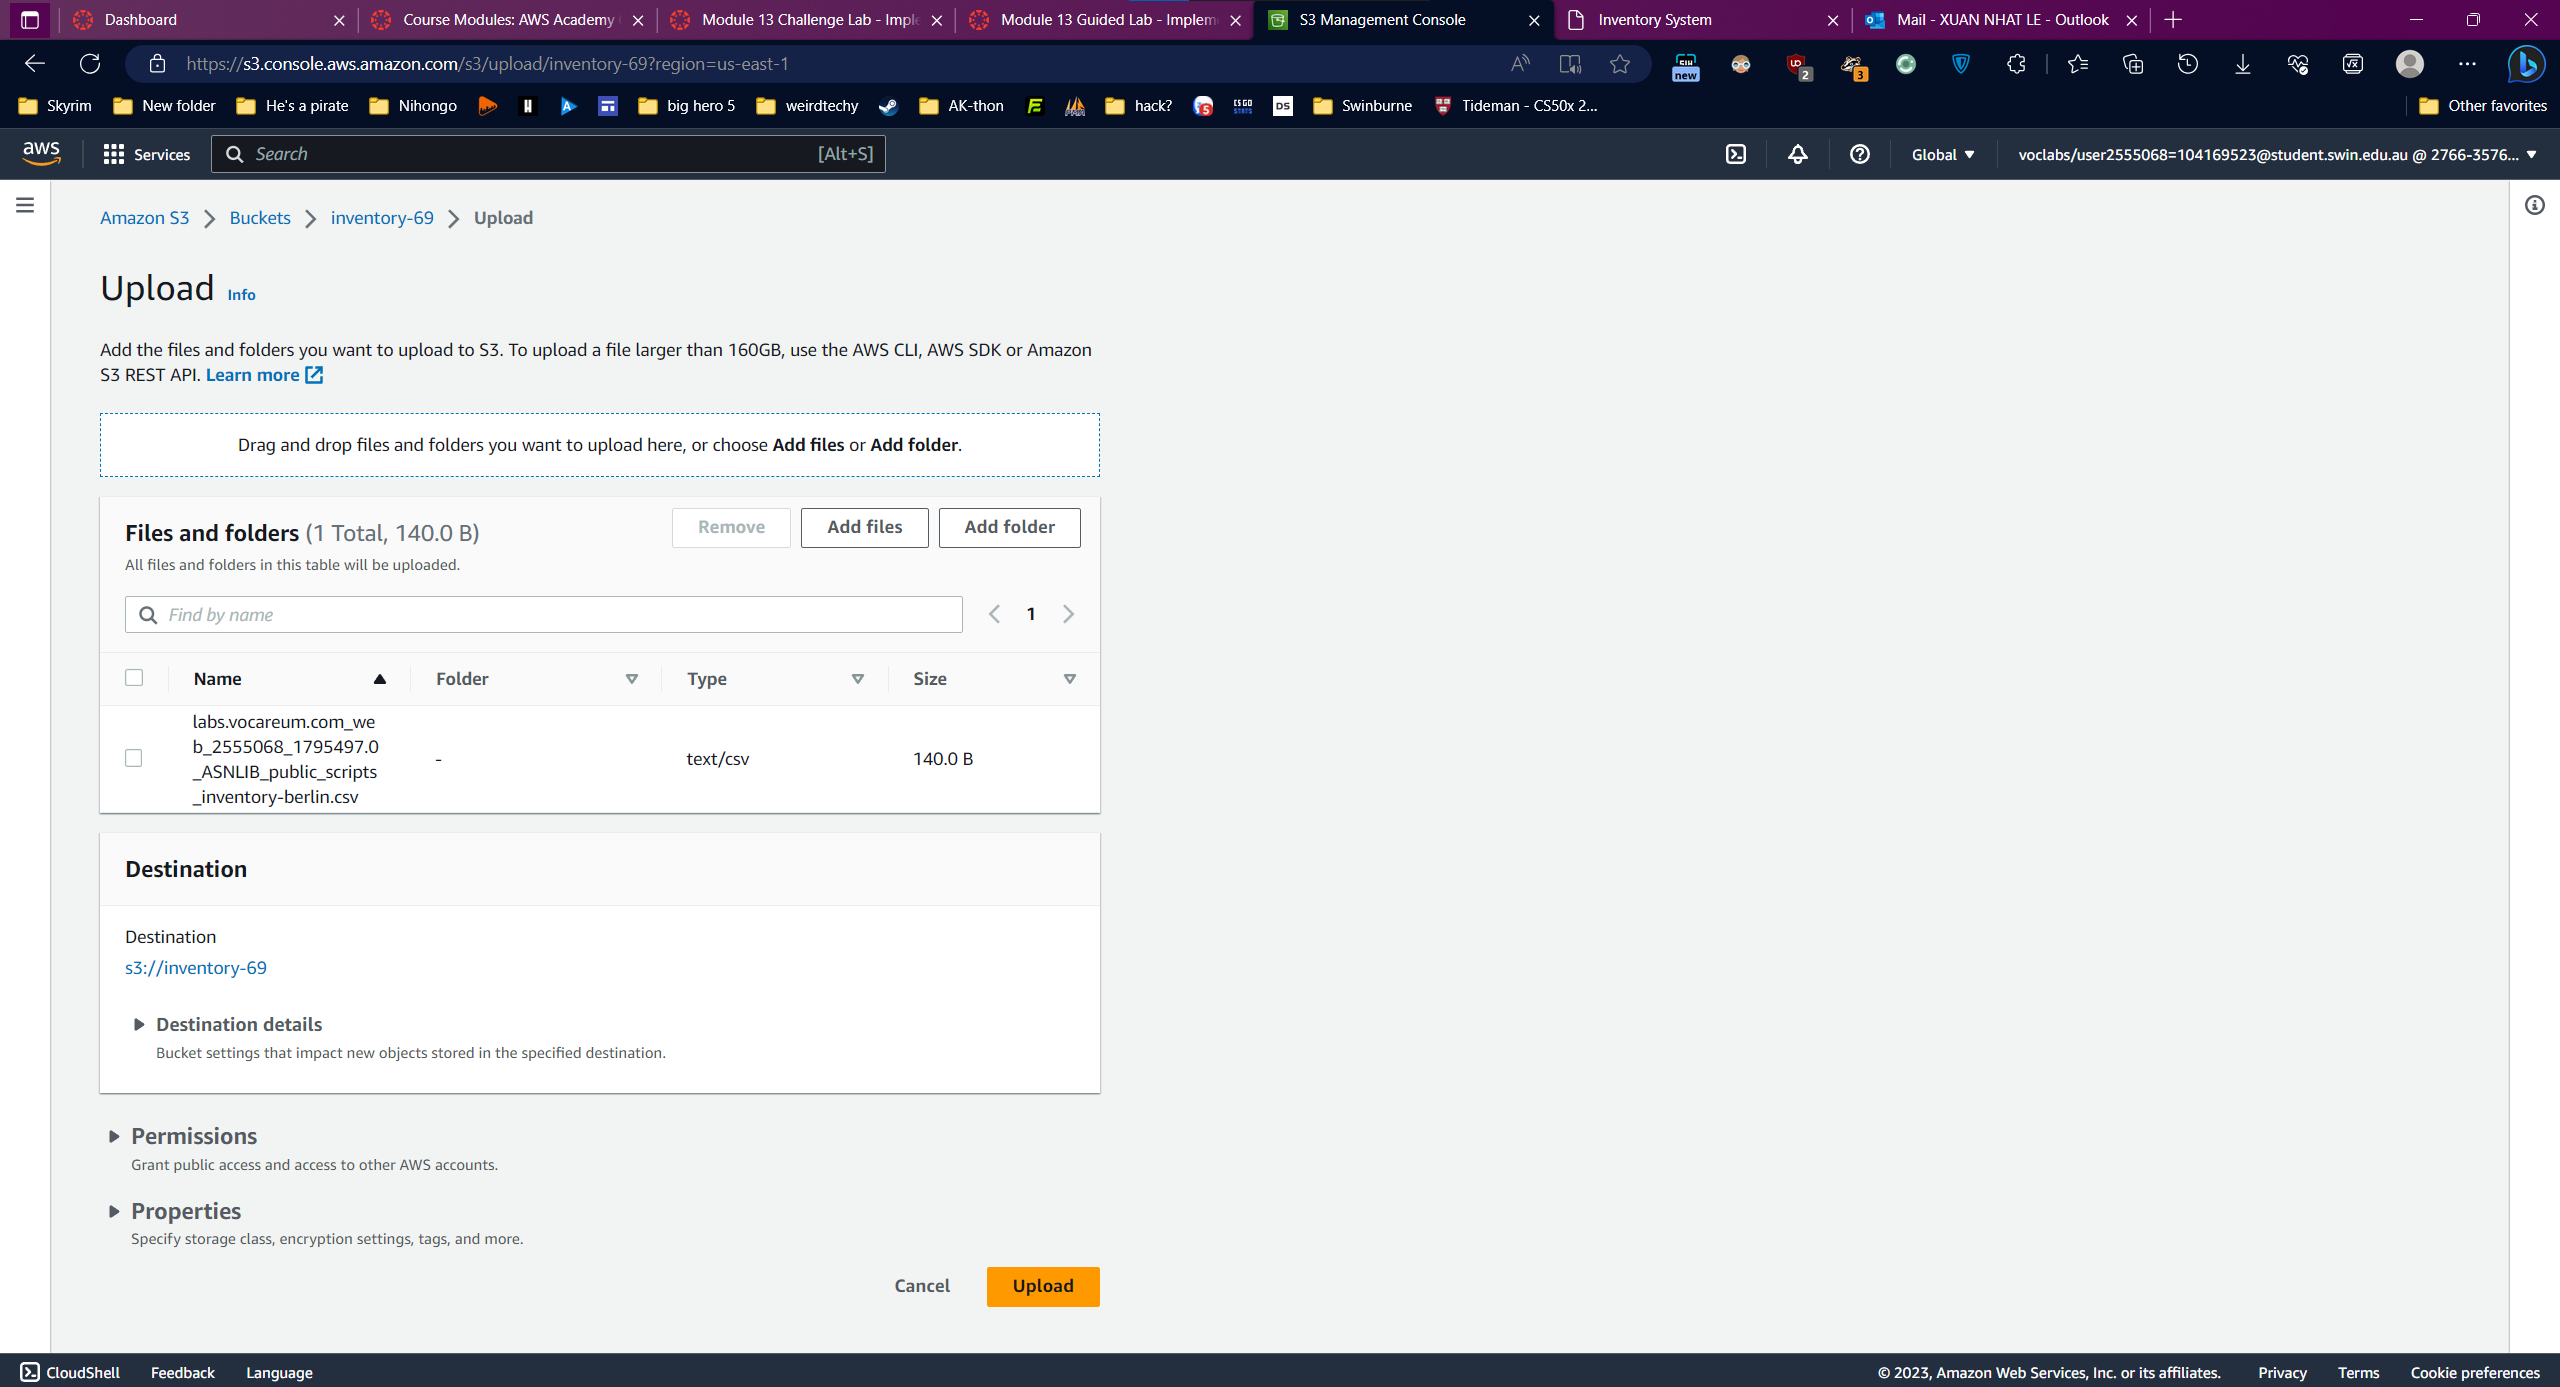 Dashboard
Course Modules: AWS Academy
Module 13 Challenge Lab - Imple
Module 13 Guided Lab - Implem
S3 Management Console
Inventory System
Mail - XUAN NHAT LE - Outlook
https://s3.console.aws.amazon.com/s3/upload/inventory-69?region=us-east-1
new
2
3
Skyrim
New folder
He's a pirate
Nihongo
big hero 5
weirdtechy
AK-thon
hack?
DS
Swinburne
Tideman - CS50x 2...
Other favorites
aws
Services
Search
[Alt+S]
Global
voclabs/user2555068=104169523@student.swin.edu.au @ 2766-3576...
Amazon S3
Buckets
inventory-69
Upload
Upload
Info
Add the files and folders you want to upload to S3. To upload a file larger than 160GB, use the AWS CLI, AWS SDK or Amazon
S3 REST API. Learn more
Drag and drop files and folders you want to upload here, or choose Add files or Add folder.
Files and folders (1 Total, 140.0 B)
Remove
Add files
Add folder
All files and folders in this table will be uploaded.
Find by name
1
Name
Folder
Type
Size
labs.vocareum.com_we
b_2555068_1795497.0
_ASNLIB_public_scripts
_inventory-berlin.csv
-
text/csv
140.0 B
Destination
Destination
s3://inventory-69
Destination details
Bucket settings that impact new objects stored in the specified destination.
Permissions
Grant public access and access to other AWS accounts.
Properties
Specify storage class, encryption settings, tags, and more.
Cancel
Upload
CloudShell
Feedback
Language
© 2023, Amazon Web Services, Inc. or its affiliates.
Privacy
Terms
Cookie preferences